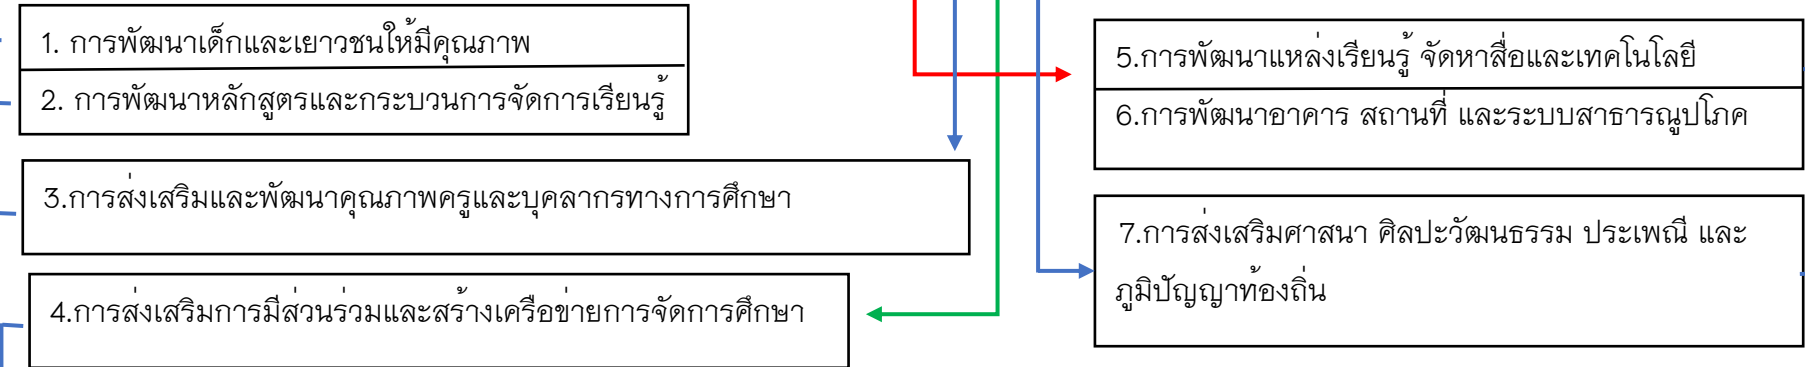 1. การพัฒนาเด็กและเยาวชนให้มีคุณภาพ
2. การพัฒนาหลักสูตรและกระบวนการจัดการเรียนรู้
3.การส่งเสริมและพัฒนาคุณภาพครูและบุคลากรทางการศึกษา
4.การส่งเสริมการมีส่วนร่วมและสร้างเครือข่ายการจัดการศึกษา
5.การพัฒนาแหล่งเรียนรู้ จัดหาสื่อและเทคโนโลยี
6.การพัฒนาอาคาร สถานที่ และระบบสาธารณูปโภค
7.การส่งเสริมศาสนา ศิลปะวัฒนธรรม ประเพณี และ
ภูมิปัญญาท้องถิ่น